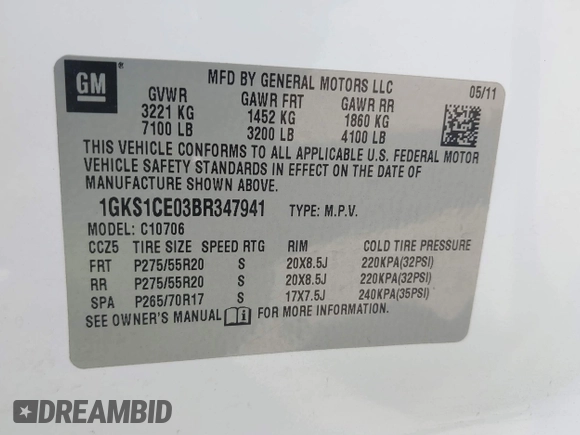 GM
MFD BY GENERAL MOTORS LLC
05/11
GVWR GAWR FRT GAWR RR
3221 KG 1452 KG 1860 KG
7100 LB 3200 LB 4100 LB
THIS VEHICLE CONFORMS TO ALL APPLICABLE U.S. FEDERAL MOTOR
VEHICLE SAFETY STANDARDS IN EFFECT ON THE DATE OF
MANUFACTURE SHOWN ABOVE.
1GKS1CE03BR347941 TYPE: M.P.V.
MODEL: C10706
CCZ5 TIRE SIZE SPEED RTG RIM COLD TIRE PRESSURE
FRT P275/55R20 S 20X8.5J 220KPA(32PSI)
RR P275/55R20 S 20X8.5J 220KPA(32PSI)
SPA P265/70R17 S 17X7.5J 240KPA(35PSI)
SEE OWNER'S MANUAL FOR MORE INFORMATION.
DREAMBID